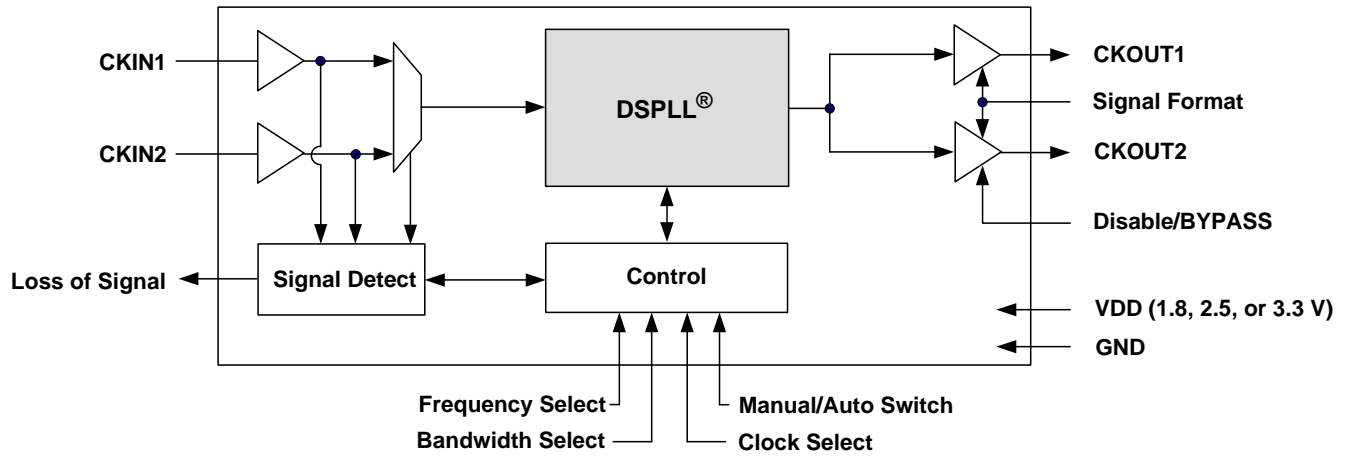 CKIN1
CKIN2
DSPLL®
CKOUT1
Signal Format
CKOUT2
Disable/BYPASS
Loss of Signal
Signal Detect
Control
VDD (1.8, 2.5, or 3.3 V)
GND
Frequency Select
Manual/Auto Switch
Bandwidth Select
Clock Select